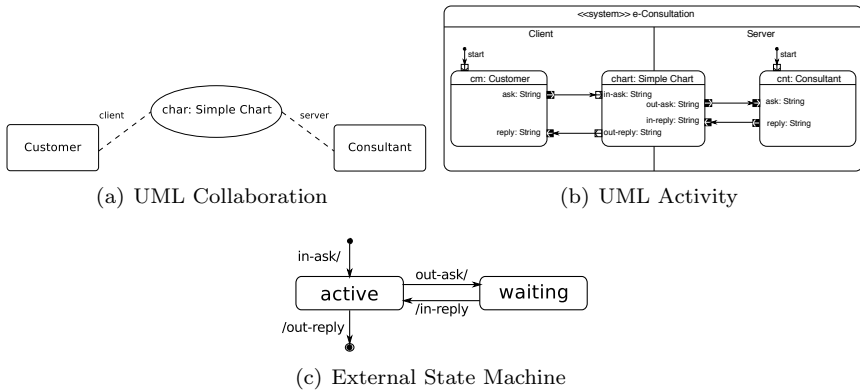 <<system>> e-Consultation
Client
Server
start
start
cm: Customer
chart: Simple Chart
cnt: Consultant
ask: String
in-ask: String
out-ask: String
ask: String
in-reply: String
reply: String
reply: String
out-reply: String
char: Simple Chart
client
server
Customer
Consultant
(a) UML Collaboration
(b) UML Activity
in-ask/
out-ask/
active
waiting
/in-reply
/out-reply
(c) External State Machine